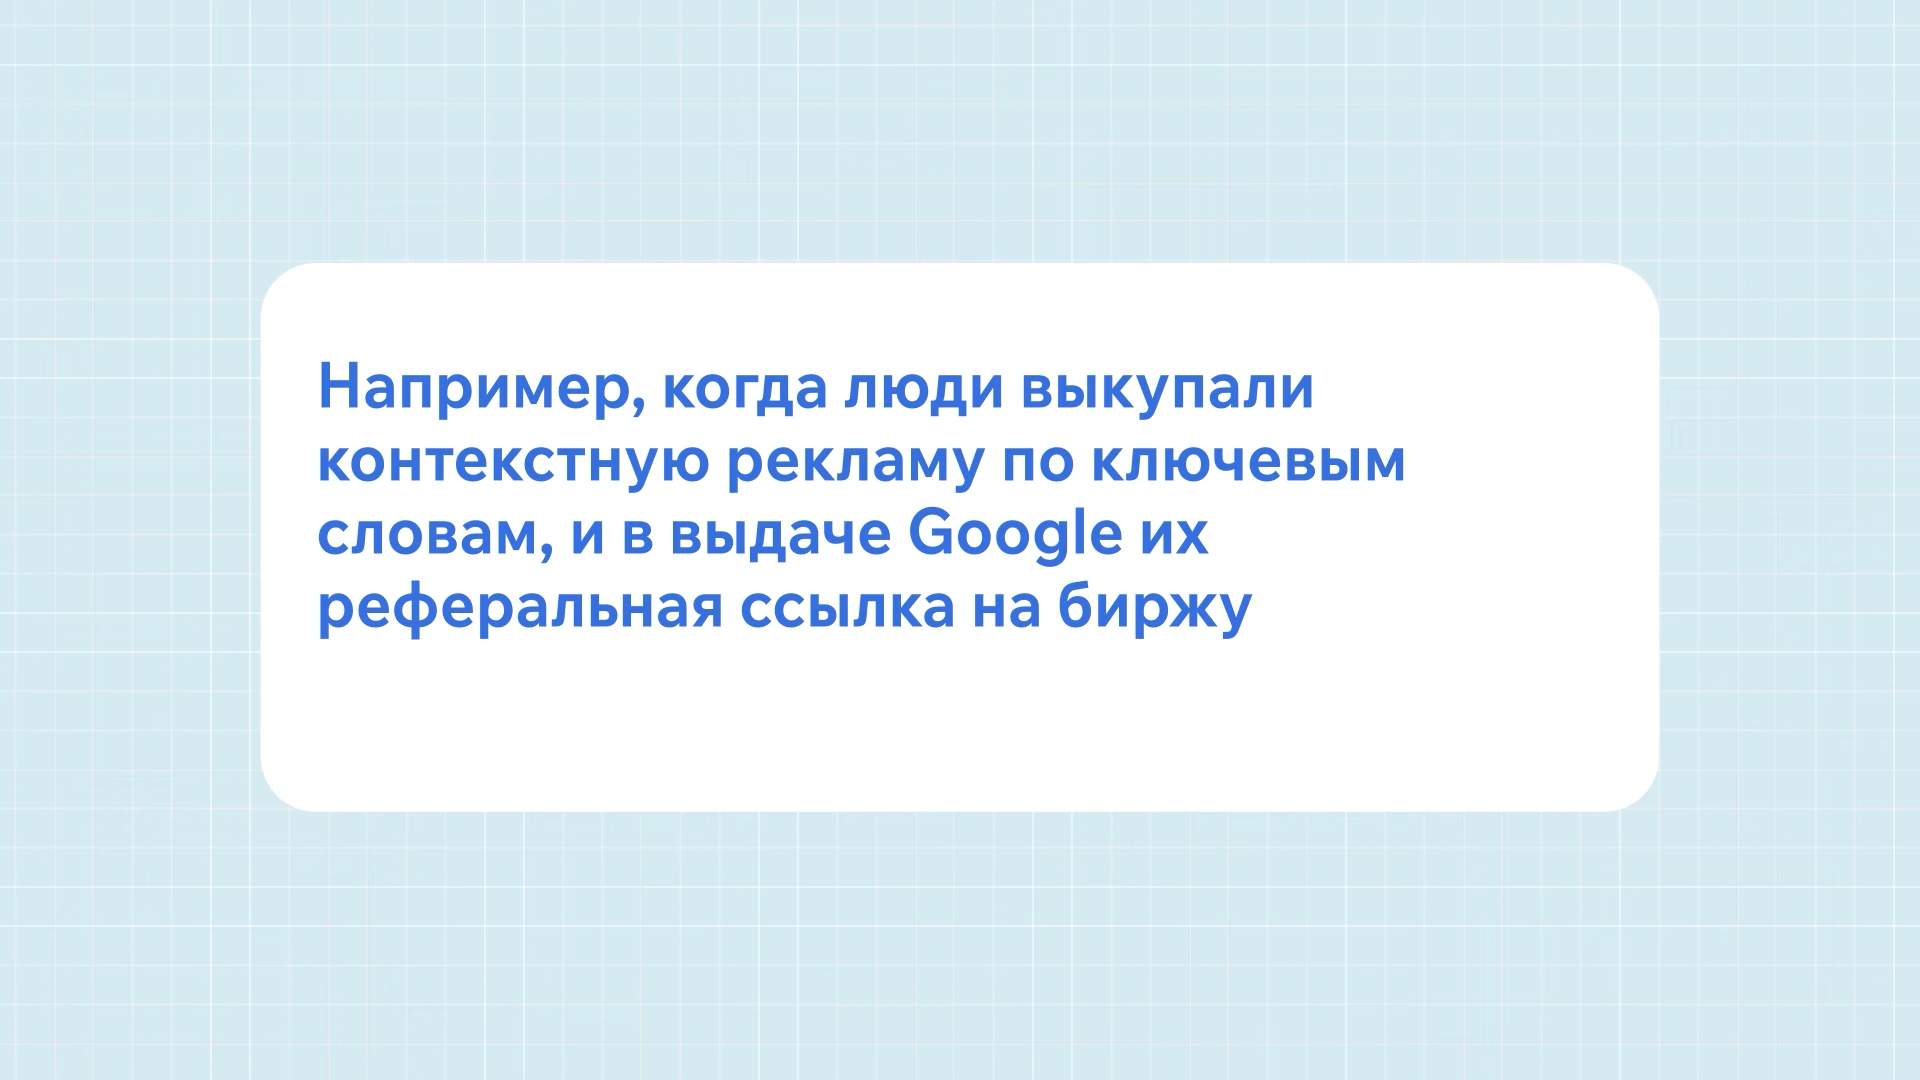 Например, когда люди выкупали
контекстную рекламу по ключевым
словам, и в выдаче Google их
реферальная ссылка на биржу